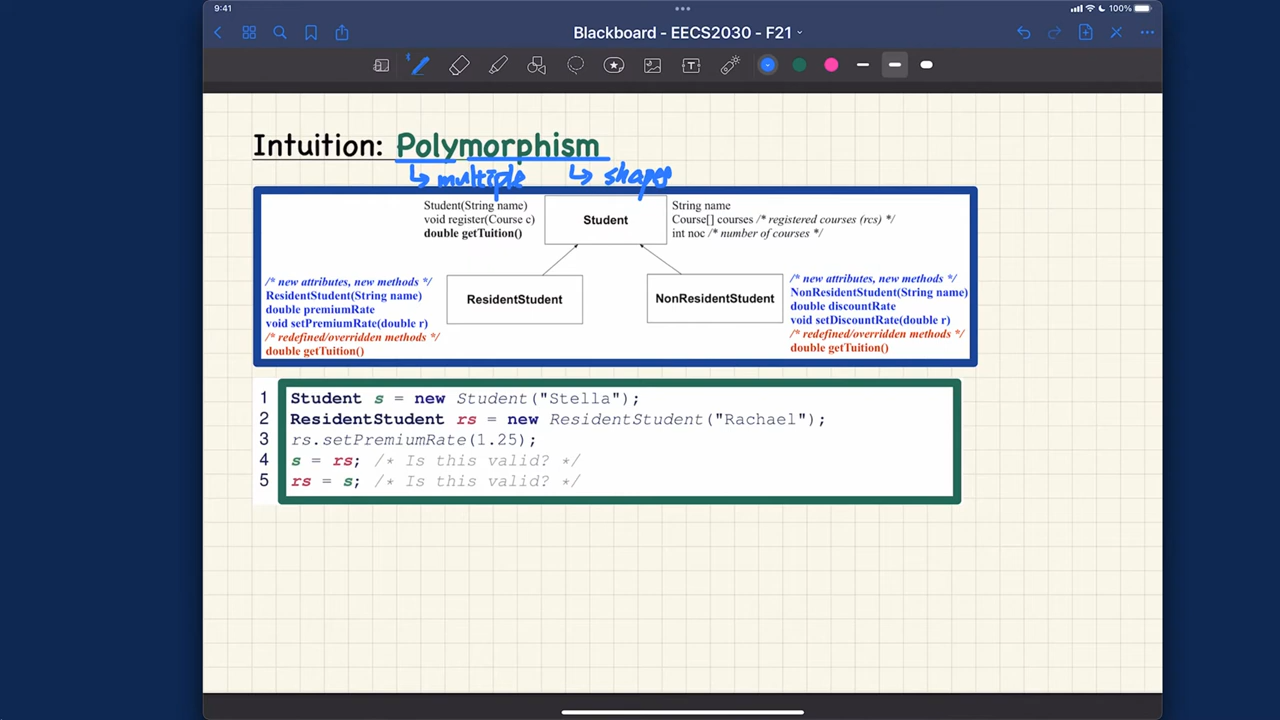 9:41
100%
Blackboard - EECS2030 - F21
Intuition: Polymorphism
↳ multiple ↳ shapes
Student(String name)
void register(Course c)
double getTuition()
Student
String name
Course[] courses /* registered courses (rcs) */
int noc /* number of courses */
/* new attributes, new methods */
ResidentStudent(String name)
double premiumRate
void setPremiumRate(double r)
/* redefined/overridden methods */
double getTuition()
ResidentStudent
NonResidentStudent
/* new attributes, new methods */
NonResidentStudent(String name)
double discountRate
void setDiscountRate(double r)
/* redefined/overridden methods */
double getTuition()
1 Student s = new Student("Stella");
2 ResidentStudent rs = new ResidentStudent("Rachael");
3 rs.setPremiumRate(1.25);
4 s = rs; /* Is this valid? */
5 rs = s; /* Is this valid? */